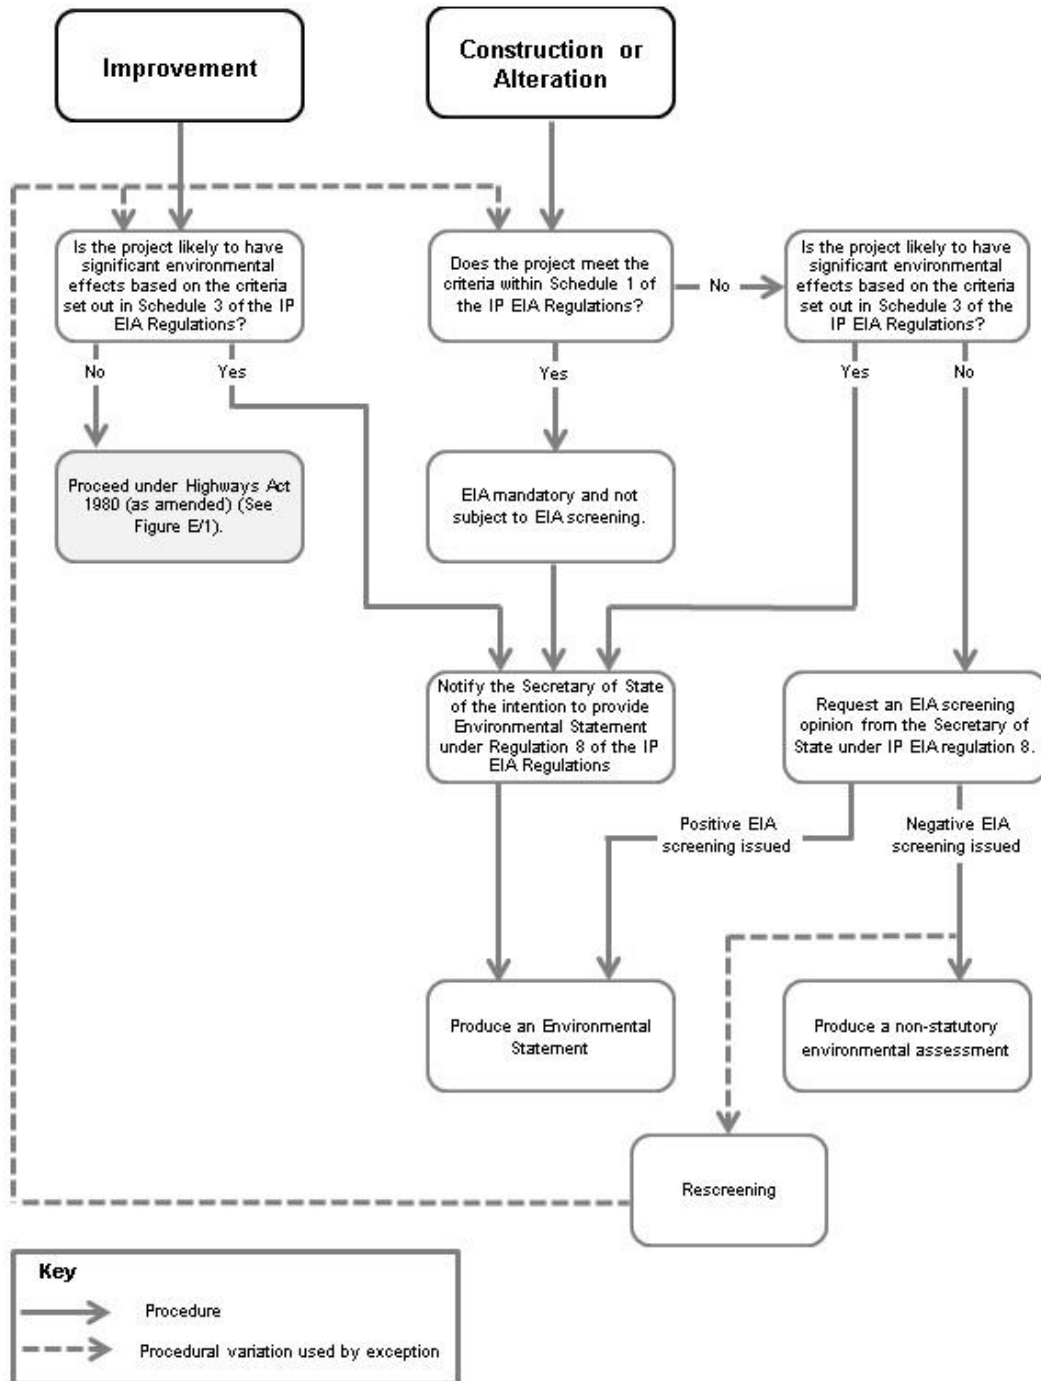 Improvement
Construction or
Alteration
Is the project likely to have
significant environmental
effects based on the criteria
set out in Schedule 3 of the IP
EIA Regulations?
Does the project meet the
criteria within Schedule 1 of
the IP EIA Regulations?
No
Is the project likely to have
significant environmental
effects based on the criteria
set out in Schedule 3 of the
IP EIA Regulations?
No
Yes
Yes
Yes
No
Proceed under Highways Act
1980 (as amended) (See
Figure E/1).
EIA mandatory and not
subject to EIA screening.
Notify the Secretary of State
of the intention to provide
Environmental Statement
under Regulation 8 of the IP
EIA Regulations
Request an EIA screening
opinion from the Secretary of
State under IP EIA regulation 8.
Positive EIA
screening issued
Negative EIA
screening issued
Produce an Environmental
Statement
Produce a non-statutory
environmental assessment
Rescreening
Key
Procedure
Procedural variation used by exception